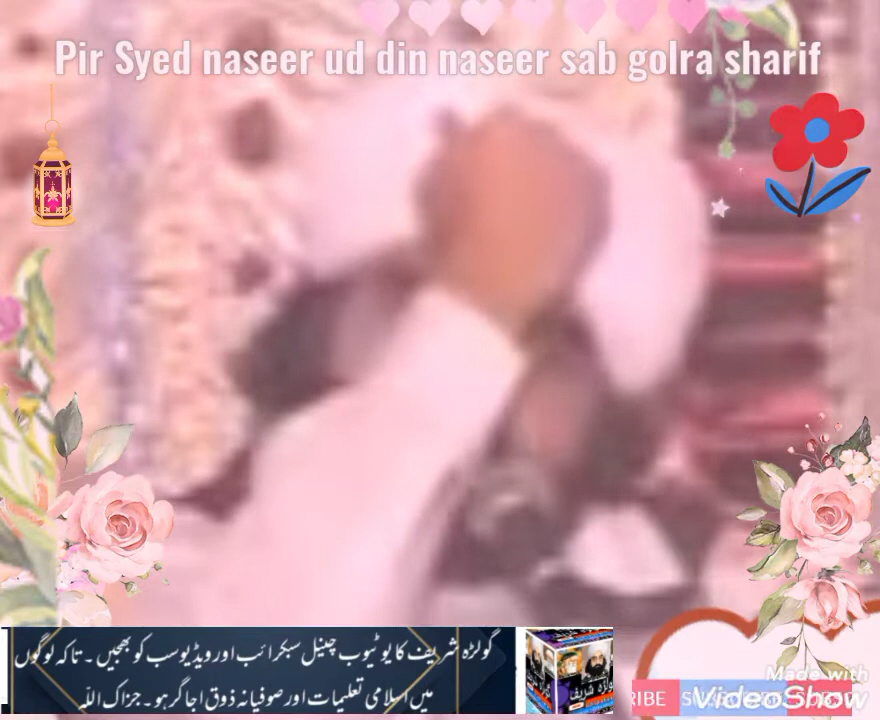 Pir Syed naseer ud din naseer sab golra sharif
گولڑہ شریف کا یوٹیوب چینل سبکرائب اور ویڈیو سب کو بھجیں ۔ تاکہ لوگوں
میں اسلامی تعلیمات اور صوفیانہ ذوق اجاگر ہو ۔ جزاک اللہ
Made with
VideoShow